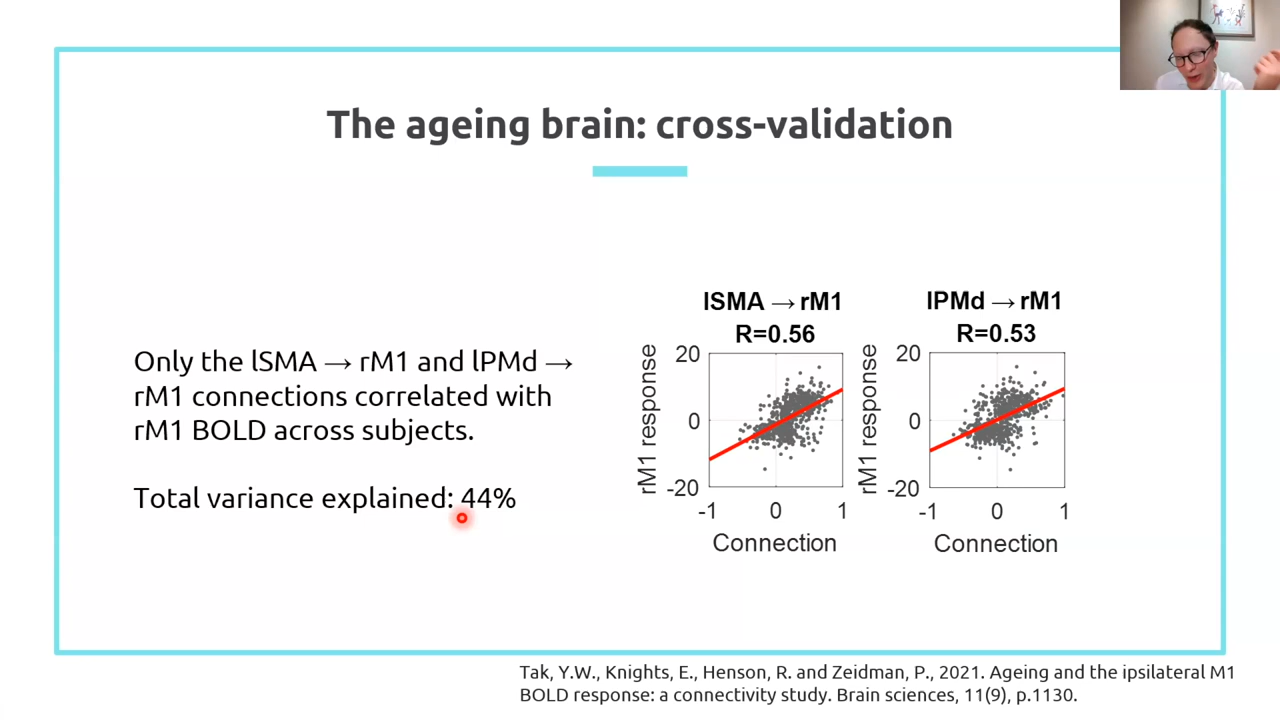 The ageing brain: cross-validation
Only the lSMA → rM1 and lPMd →
rM1 connections correlated with
rM1 BOLD across subjects.
Total variance explained: 44%
lSMA → rM1
R=0.56
rM1 response
20
0
-20
-1 0 1
Connection
lPMd → rM1
R=0.53
rM1 response
20
0
-20
-1 0 1
Connection
Tak, Y.W., Knights, E., Henson, R. and Zeidman, P., 2021. Ageing and the ipsilateral M1
BOLD response: a connectivity study. Brain sciences, 11(9), p.1130.